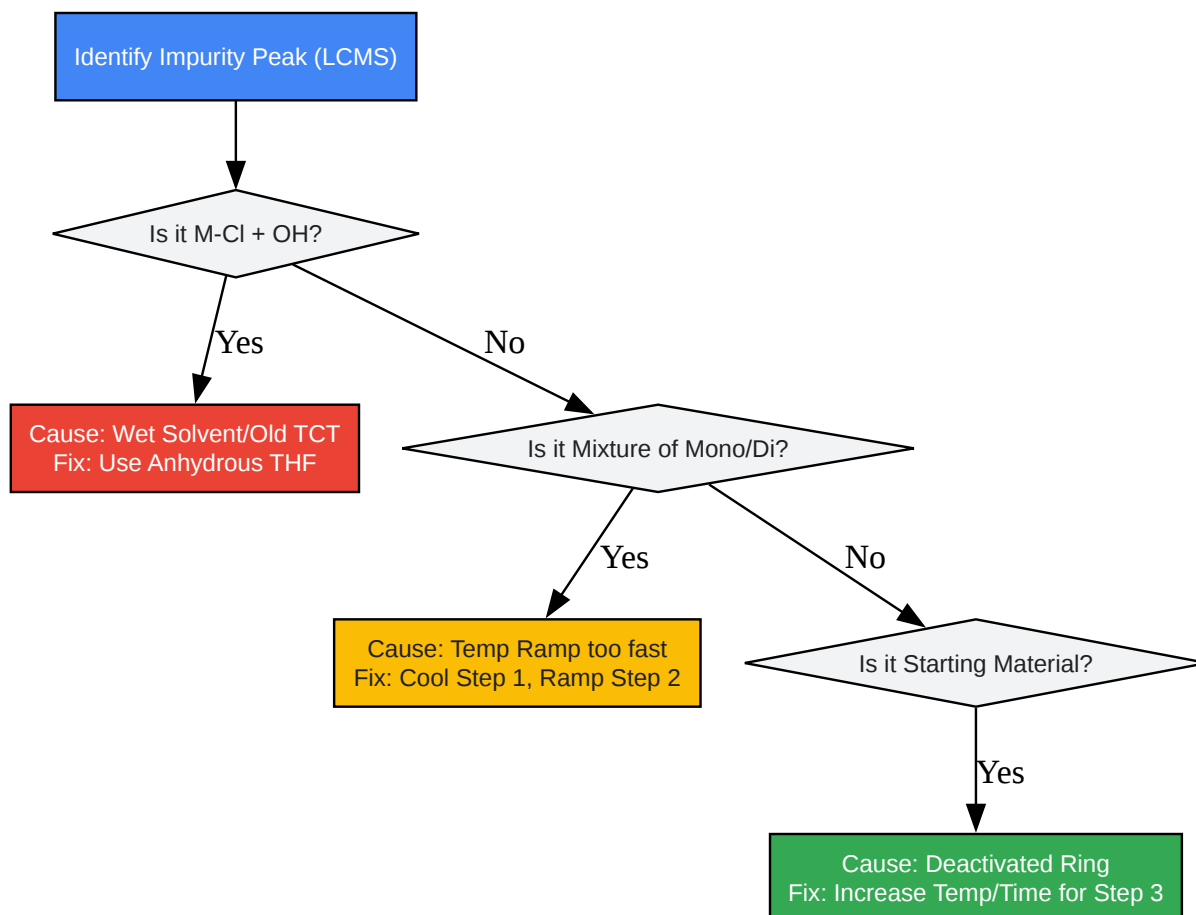 Identify Impurity Peak (LCMS)
Is it M-Cl + OH?
Yes
No
Cause: Wet Solvent/Old TCT
Fix: Use Anhydrous THF
Is it Mixture of Mono/Di?
Yes
No
Cause: Temp Ramp too fast
Fix: Cool Step 1, Ramp Step 2
Is it Starting Material?
Yes
Cause: Deactivated Ring
Fix: Increase Temp/Time for Step 3